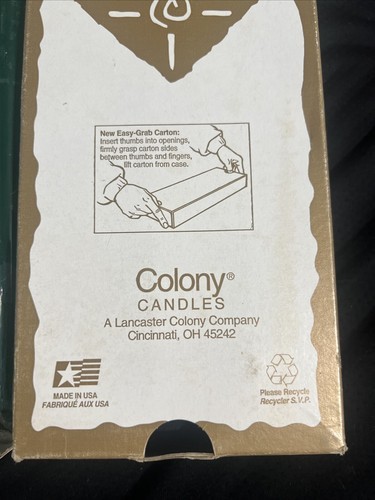 New Easy-Grab Carton:
Insert thumbs into openings,
firmly grasp carton sides
between thumbs and fingers,
lift carton from case.
Colony®
CANDLES
A Lancaster Colony Company
Cincinnati, OH 45242
MADE IN USA
FABRIQUÉ AUX USA
Please Recycle
Recycler S.V.P.